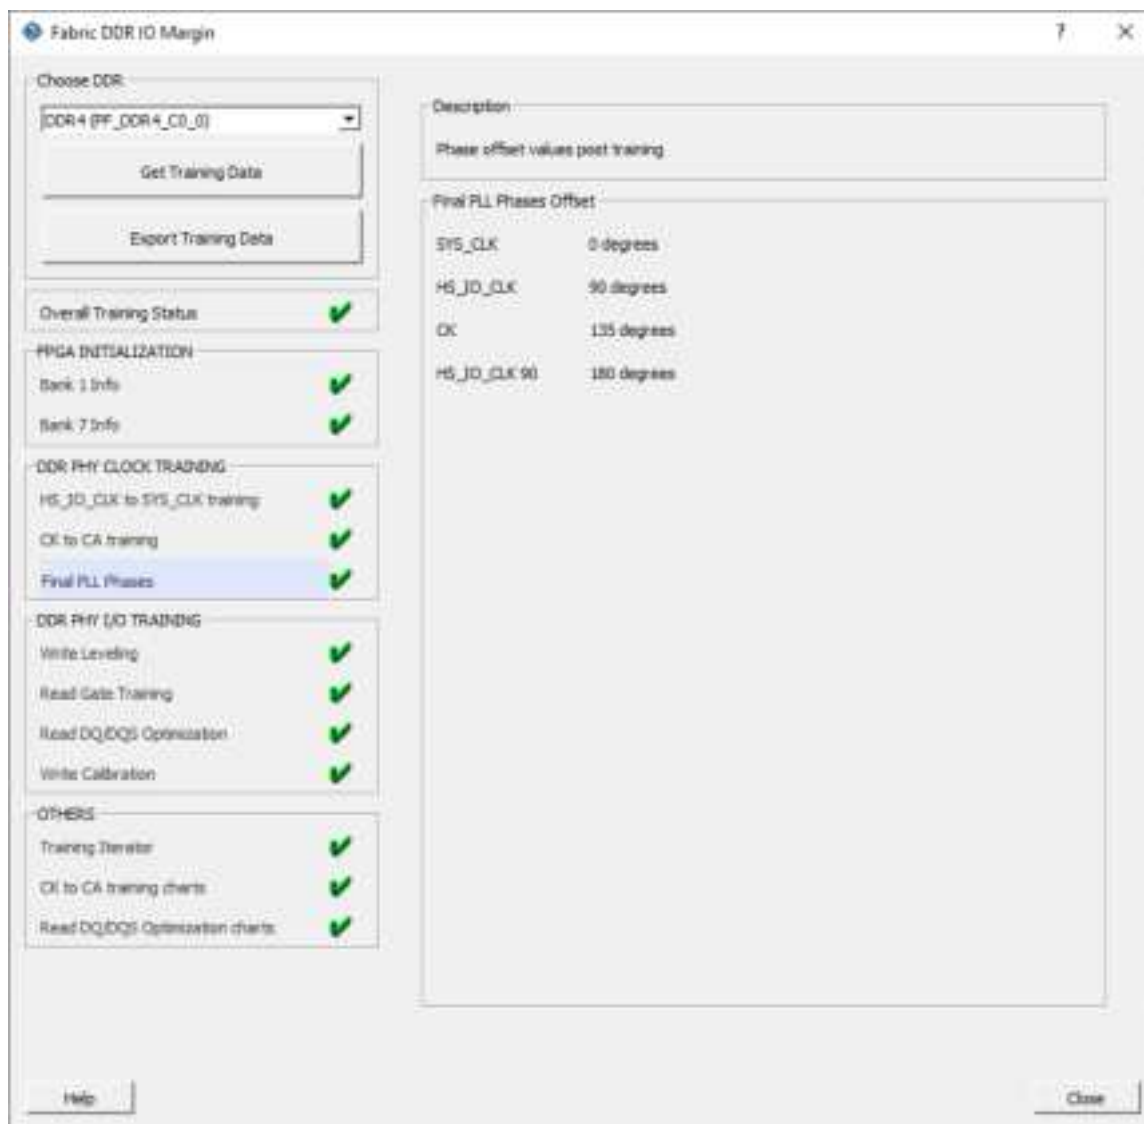 Fabric DDR IO Margin
Choose DDR
DDR4 (PF_DDR4_C0_0)
Get Training Data
Export Training Data
Overall Training Status
FPGA INITIALIZATION
Bank 1 Info
Bank 7 Info
DDR PHY CLOCK TRAINING
HS_IO_CLK to SYS_CLK training
CK to CA training
Final PLL Phases
DDR PHY I/O TRAINING
Write Leveling
Read Gate Training
Read DQ/DQS Optimization
Write Calibration
OTHERS
Training Iterator
CK to CA training charts
Read DQ/DQS Optimization charts
Description
Phase offset values post training
Final PLL Phases Offset
SYS_CLK 0 degrees
HS_IO_CLK 90 degrees
CK 135 degrees
HS_IO_CLK 90 180 degrees
Help
Close